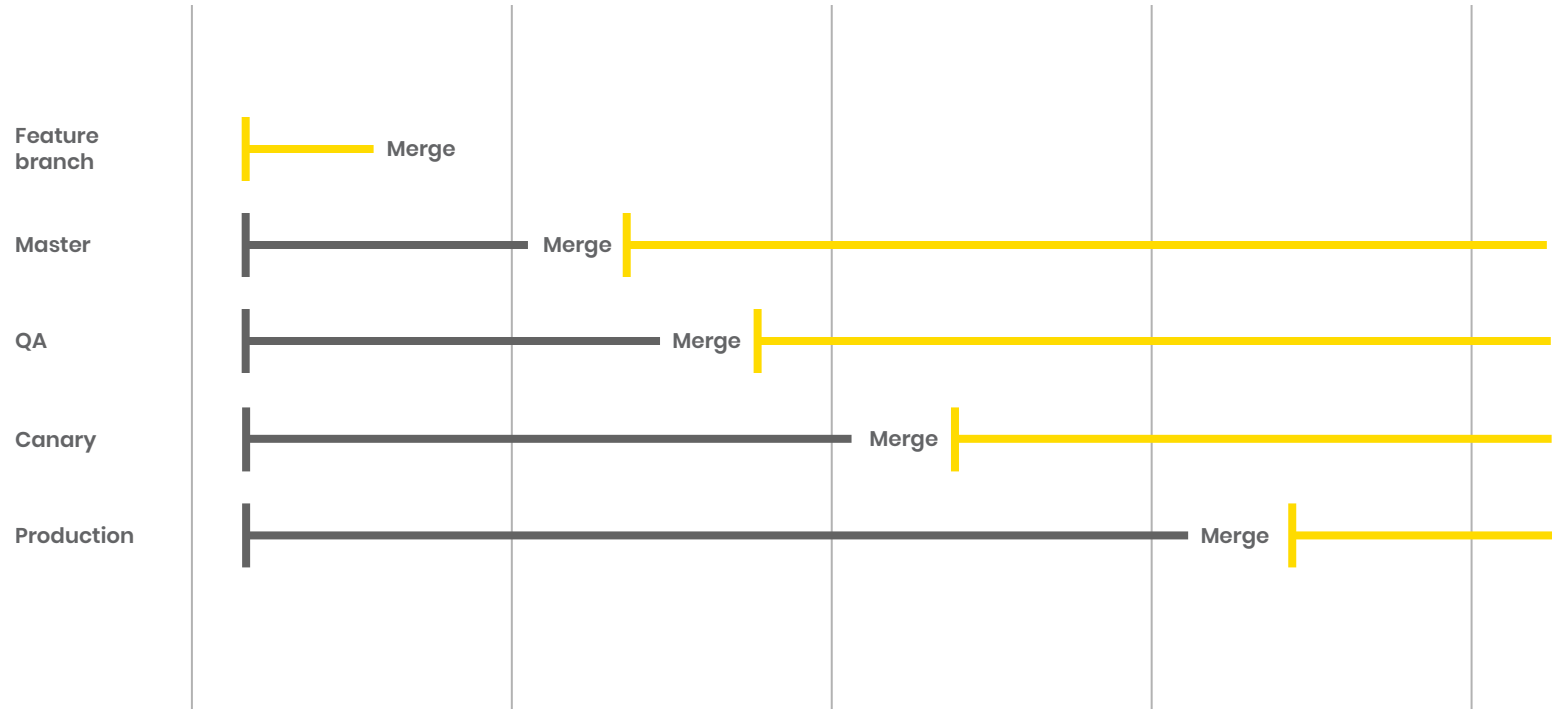 Feature
branch
Merge
Master
Merge
QA
Merge
Canary
Merge
Production
Merge